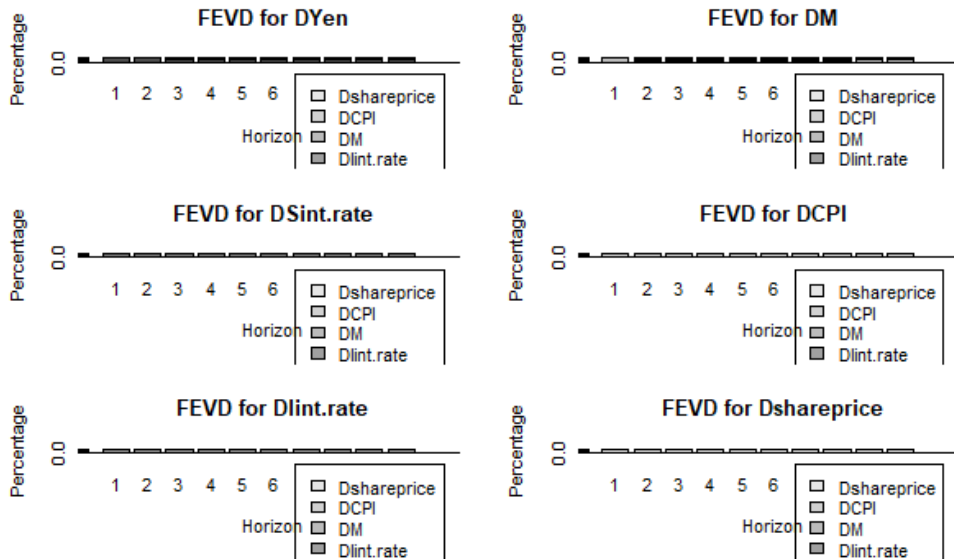 FEVD for DYen
Percentage
0.0
1 2 3 4 5 6
Horizon
Dshareprice
DCPI
DM
Dlint.rate
FEVD for DM
Percentage
0.0
1 2 3 4 5 6
Horizon
Dshareprice
DCPI
DM
Dlint.rate
FEVD for DSint.rate
Percentage
0.0
1 2 3 4 5 6
Horizon
Dshareprice
DCPI
DM
Dlint.rate
FEVD for DCPI
Percentage
0.0
1 2 3 4 5 6
Horizon
Dshareprice
DCPI
DM
Dlint.rate
FEVD for Dlint.rate
Percentage
0.0
1 2 3 4 5 6
Horizon
Dshareprice
DCPI
DM
Dlint.rate
FEVD for Dshareprice
Percentage
0.0
1 2 3 4 5 6
Horizon
Dshareprice
DCPI
DM
Dlint.rate